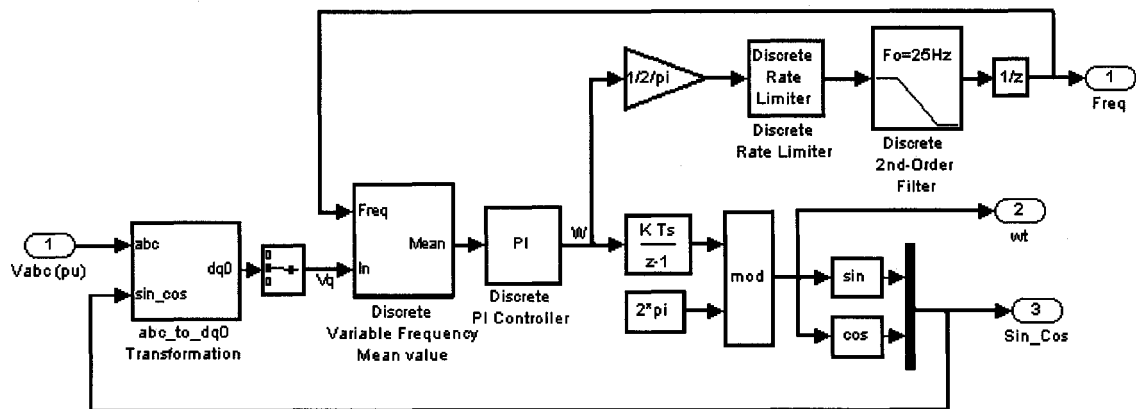 1/2/pi
Discrete
Rate
Limiter
Discrete
Rate Limiter
Fo=25Hz
Discrete
2nd-Order
Filter
1/z
1
Freq
1
Vabc (pu)
abc
sin_cos
dq0
abc_to_dq0
Transformation
Vq
Freq
In
Mean
Discrete
Variable Frequency
Mean value
PI
Discrete
PI Controller
W
K Ts
z-1
2*pi
mod
sin
cos
2
wt
3
Sin_Cos